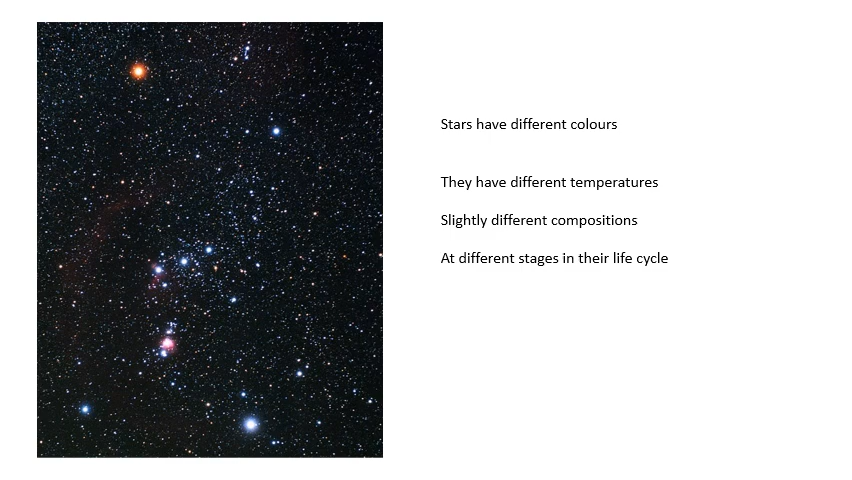 Stars have different colours
They have different temperatures
Slightly different compositions
At different stages in their life cycle